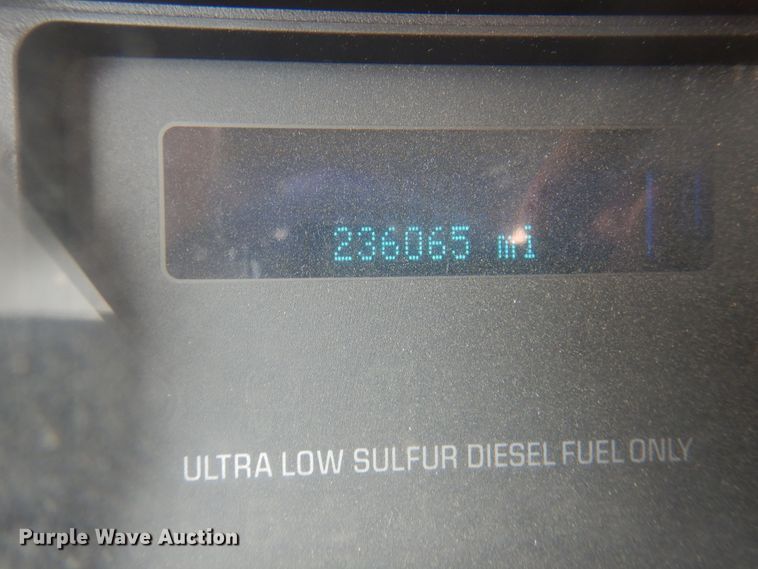 236065 mi
ULTRA LOW SULFUR DIESEL FUEL ONLY
Purple Wave Auction